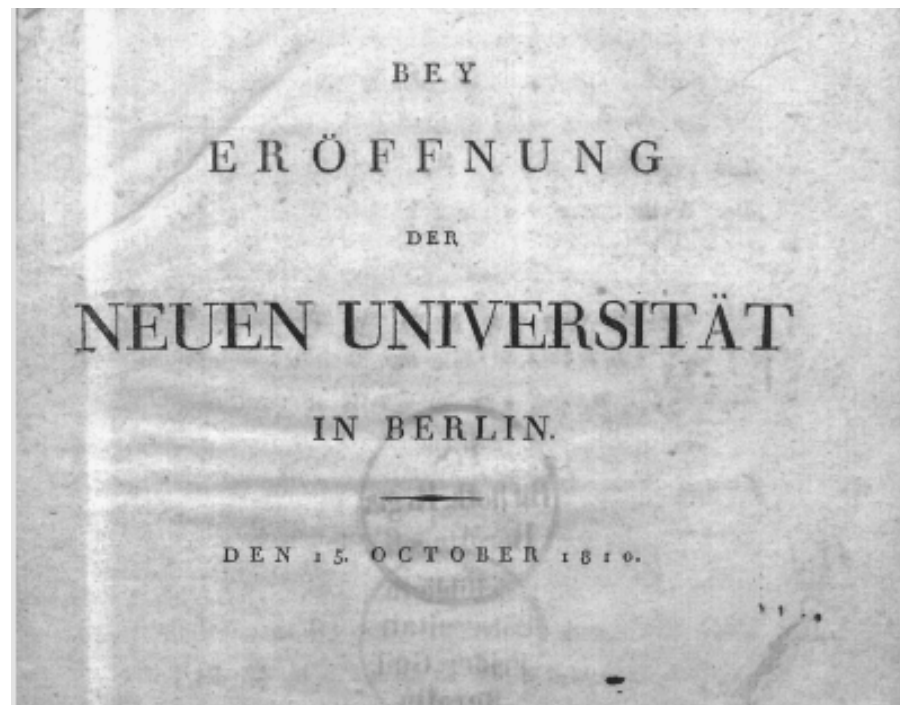 BEY
ERÖFFNUNG
DER
NEUEN UNIVERSITÄT
IN BERLIN.
DEN 15. OCTOBER 1810.